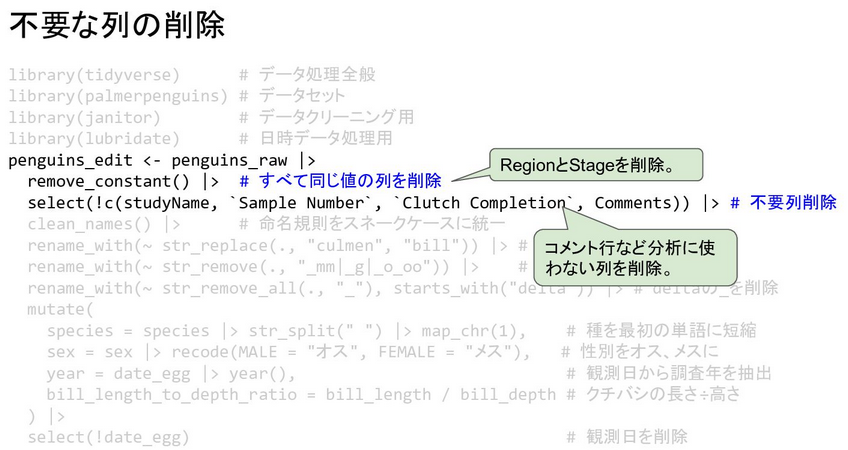 不要な列の削除
library(tidyverse) # データ処理全般
library(palmerpenguins) # データセット
library(janitor) # データクリーニング用
library(lubridate) # 日時データ処理用
penguins_edit <- penguins_raw |>
remove_constant() |> # すべて同じ値の列を削除
RegionとStageを削除。
select(!c(studyName, `Sample Number`, `Clutch Completion`, Comments)) |> # 不要列削除
clean_names() |> # 命名規則をスネークケースに統一
rename_with(~ str_replace(., "culmen", "bill")) |> #
rename_with(~ str_remove(., "_mm|_g|_o_oo")) |> #
コメント行など分析に使
わない列を削除。
rename_with(~ str_remove_all(., "_"), starts_with("delta")) |> # deltaの_を削除
mutate(
species = species |> str_split(" ") |> map_chr(1), # 種を最初の単語に短縮
sex = sex |> recode(MALE = "オス", FEMALE = "メス"), # 性別をオス、メスに
year = date_egg |> year(), # 観測日から調査年を抽出
bill_length_to_depth_ratio = bill_length / bill_depth # クチバシの長さ÷高さ
) |>
select(!date_egg) # 観測日を削除